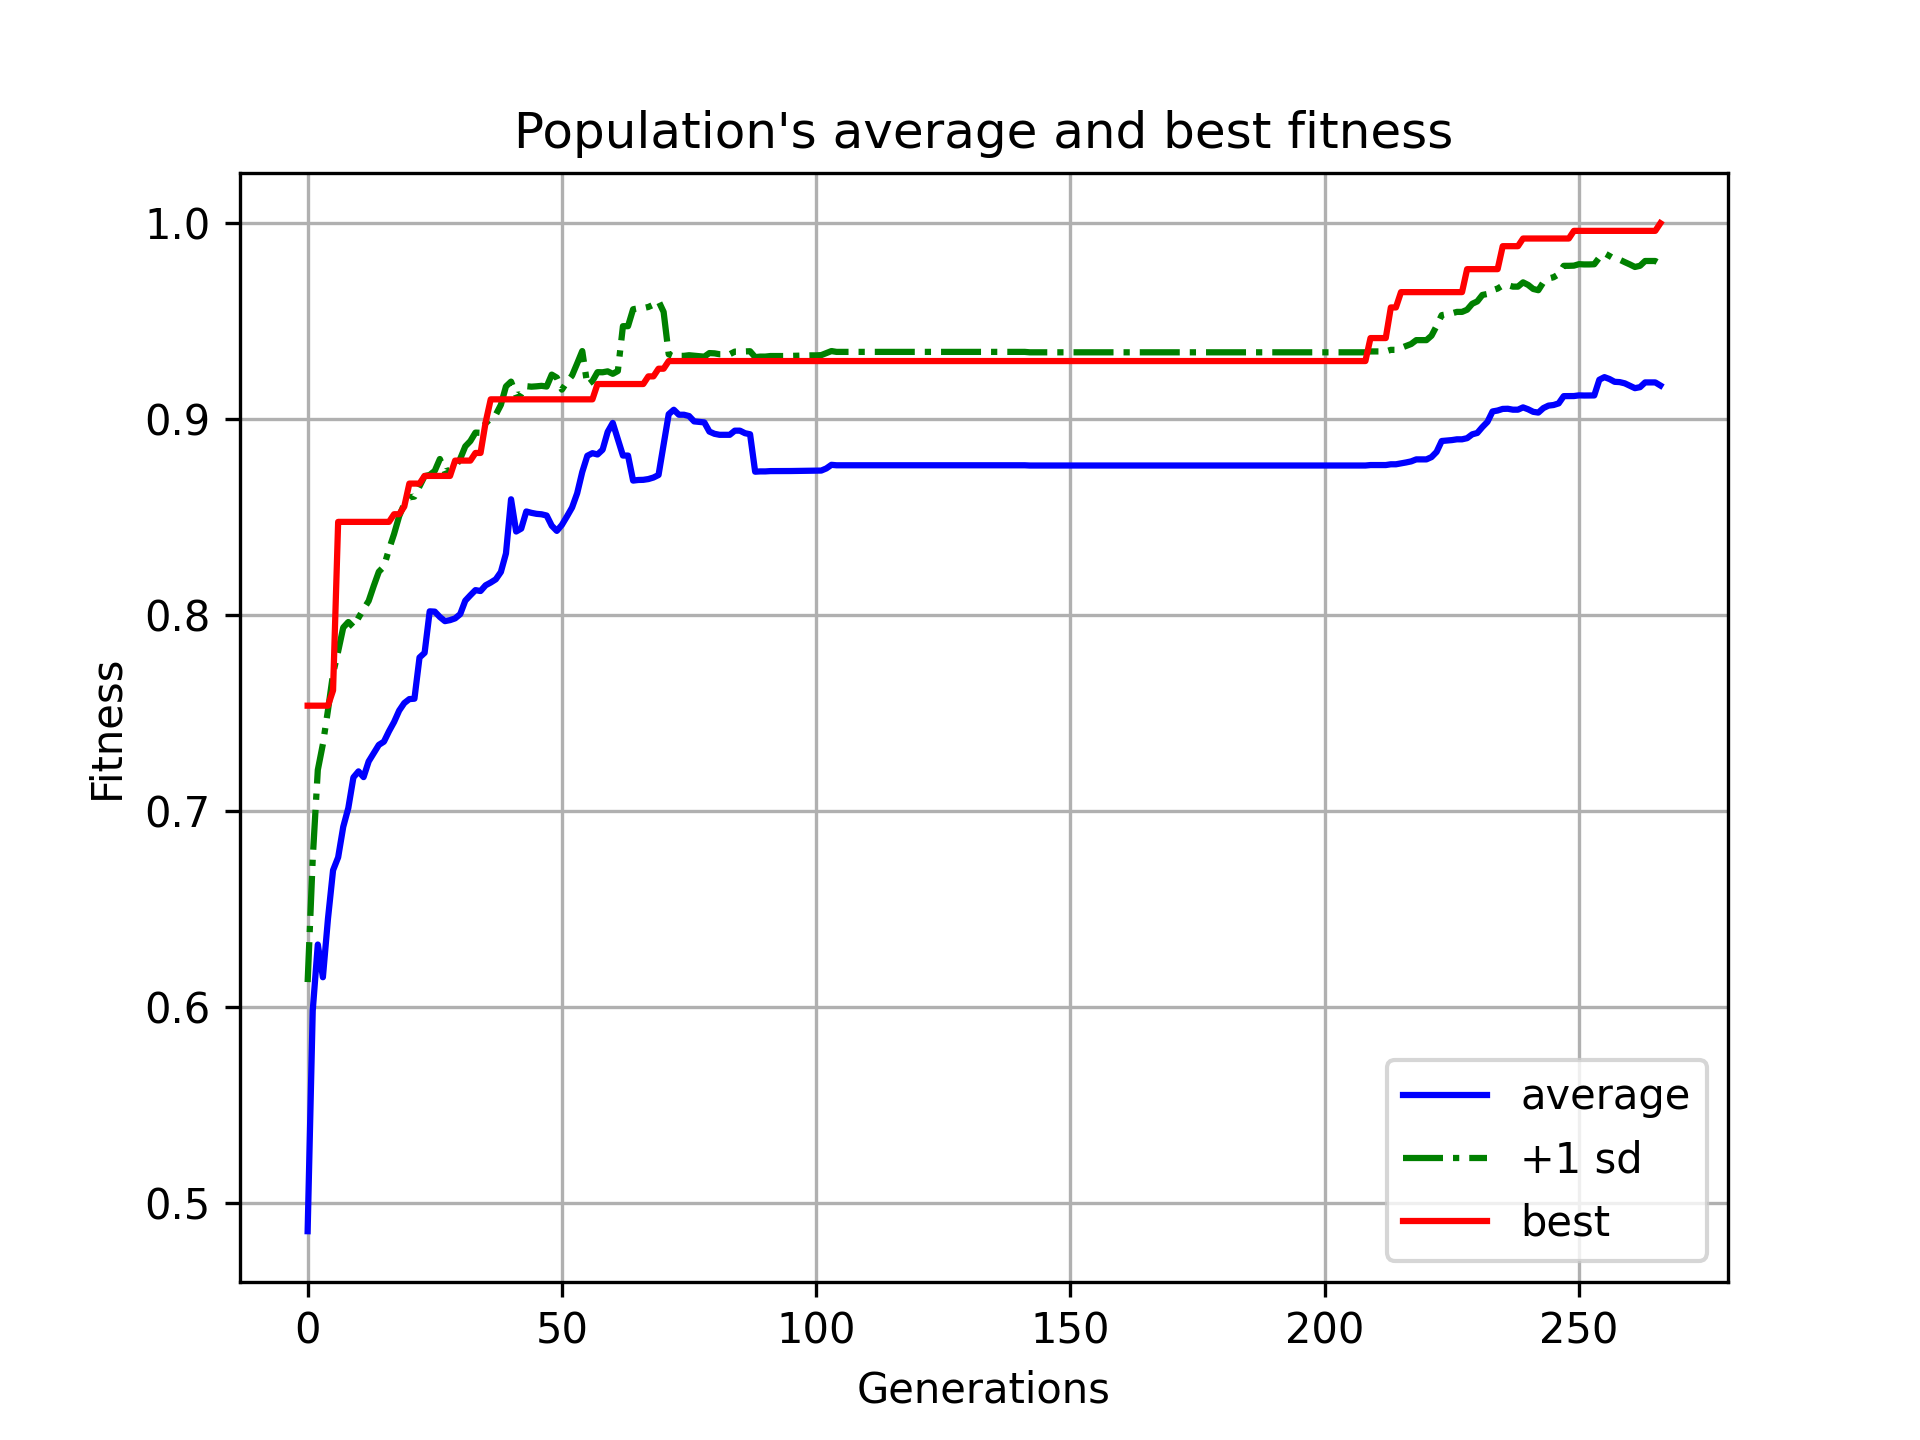 Population's average and best fitness
1.0
0.9
0.8
0.7
0.6
0.5
Fitness
0 50 100 150 200 250
Generations
average
+1 sd
best